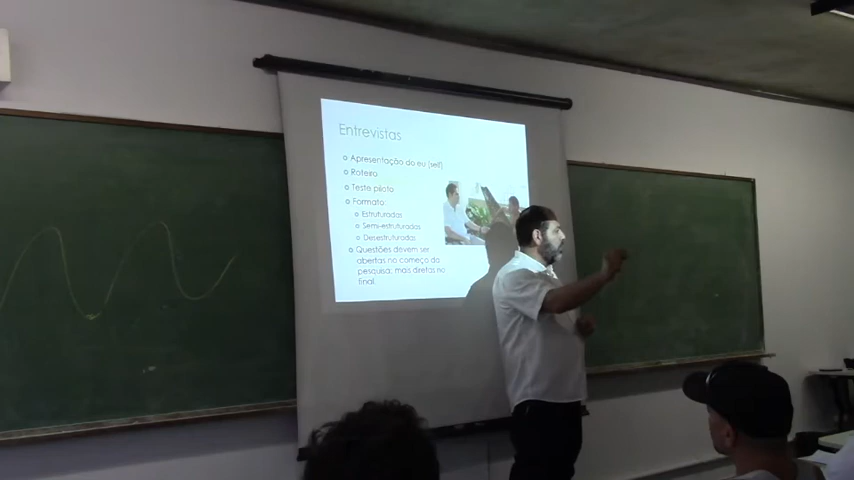 Entrevistas
Apresentação do eu (self)
Roteiro
Teste piloto
Formato:
Estruturadas
Semi-estruturadas
Desestruturadas
Questões devem ser
abertas no começo da
pesquisa; mais diretas no
final.